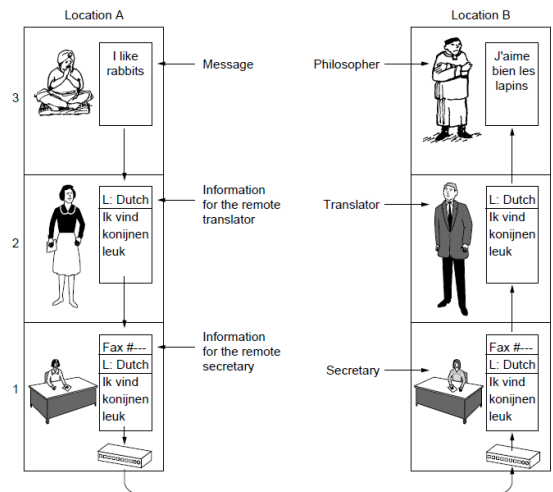 Location A
Location B
3
I like
rabbits
Message
Philosopher
J'aime
bien les
lapins
2
L: Dutch
Ik vind
konijnen
leuk
Information
for the remote
translator
Translator
L: Dutch
Ik vind
konijnen
leuk
1
Fax #---
L: Dutch
Ik vind
konijnen
leuk
Information
for the remote
secretary
Secretary
Fax #---
L: Dutch
Ik vind
konijnen
leuk